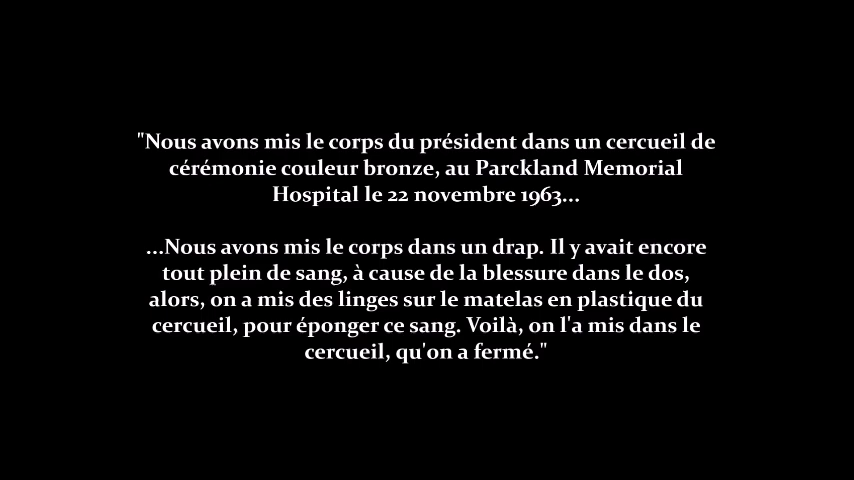 "Nous avons mis le corps du président dans un cercueil de
cérémonie couleur bronze, au Parckland Memorial
Hospital le 22 novembre 1963...
...Nous avons mis le corps dans un drap. Il y avait encore
tout plein de sang, à cause de la blessure dans le dos,
alors, on a mis des linges sur le matelas en plastique du
cercueil, pour éponger ce sang. Voilà, on l'a mis dans le
cercueil, qu'on a fermé."